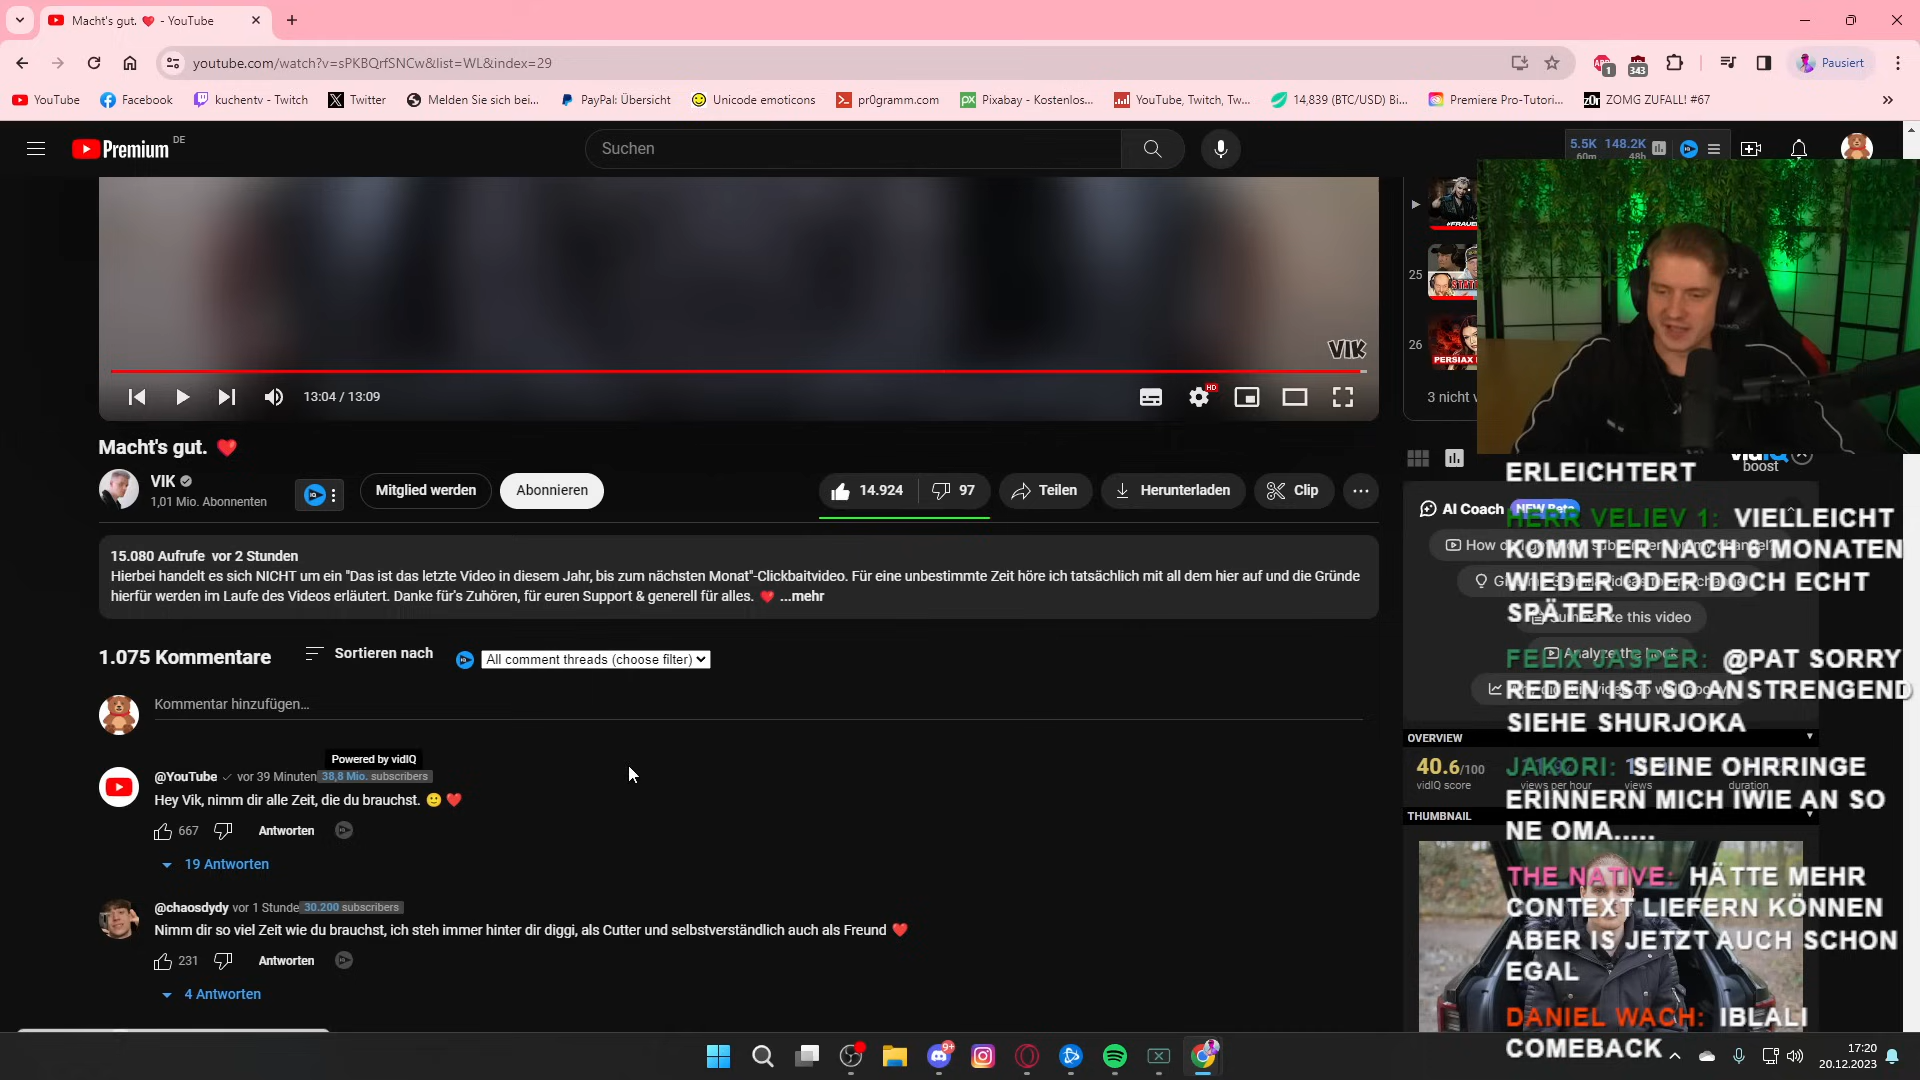 Macht's gut. ❤️ - YouTube
youtube.com/watch?v=sPKBQrfSNCw&list=WL&index=29
1
343
Pausiert
YouTube
Facebook
kuchentv - Twitch
Twitter
Melden Sie sich bei...
PayPal: Übersicht
Unicode emoticons
pr0gramm.com
Pixabay - Kostenlos...
YouTube, Twitch, Tw...
14,839 (BTC/USD) Bi...
Premiere Pro-Tutori...
ZOMG ZUFALL! #67
Premium DE
Suchen
5.5K 148.2K
60m 48h
#FRAUE
25
26
PERSIAX
3 nicht v
VIK
13:04 / 13:09
HD
Macht's gut. ❤️
VIK
1,01 Mio. Abonnenten
Mitglied werden
Abonnieren
14.924
97
Teilen
Herunterladen
Clip
15.080 Aufrufe vor 2 Stunden
Hierbei handelt es sich NICHT um ein "Das ist das letzte Video in diesem Jahr, bis zum nächsten Monat"-Clickbaitvideo. Für eine unbestimmte Zeit höre ich tatsächlich mit all dem hier auf und die Gründe
hierfür werden im Laufe des Videos erläutert. Danke für's Zuhören, für euren Support & generell für alles. ❤️ ...mehr
1.075 Kommentare
Sortieren nach
All comment threads (choose filter)
Kommentar hinzufügen...
Powered by vidIQ
@YouTube vor 39 Minuten 38,8 Mio. subscribers
Hey Vik, nimm dir alle Zeit, die du brauchst. 🙂❤️
667
Antworten
19 Antworten
@chaosdydy vor 1 Stunde 30.200 subscribers
Nimm dir so viel Zeit wie du brauchst, ich steh immer hinter dir diggi, als Cutter und selbstverständlich auch als Freund ❤️
231
Antworten
4 Antworten
vidIQ
boost
AI Coach NEW Beta
this video
OVERVIEW
40.6/100
vidIQ score
views per hour
views
duration
THUMBNAIL
ERLEICHTERT
HERR VELIEV 1: VIELLEICHT
KOMMT ER NACH 6 MONATEN
WIEDER ODER DOCH ECHT
SPÄTER
FELIX JASPER: @PAT SORRY
REDEN IST SO ANSTRENGEND
SIEHE SHURJOKA
JAKORI: SEINE OHRRINGE
ERINNERN MICH IWIE AN SO
NE OMA.....
THE NATIVE: HÄTTE MEHR
CONTEXT LIEFERN KÖNNEN
ABER IS JETZT AUCH SCHON
EGAL
DANIEL WACH: IBLALI
COMEBACK
9+
17:20
20.12.2023